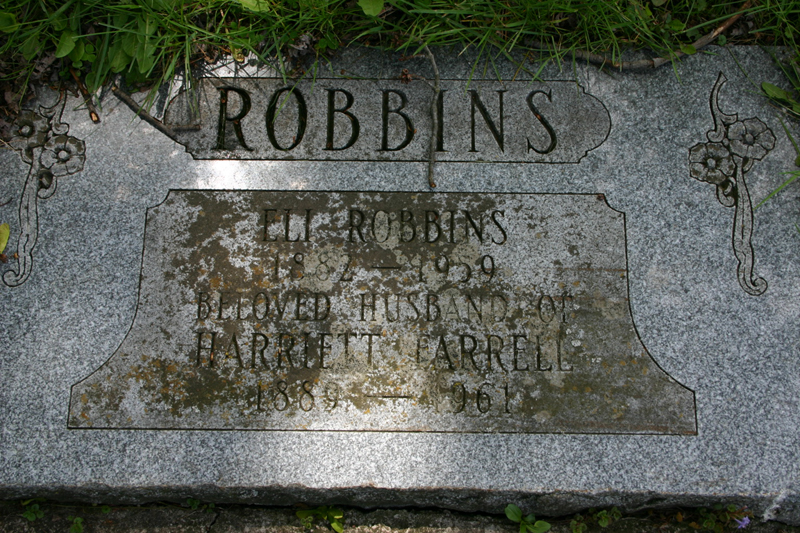 ROBBINS
ELI ROBBINS
1882 — 1959
BELOVED HUSBAND OF
HARRIETT FARRELL
1889 — 1961